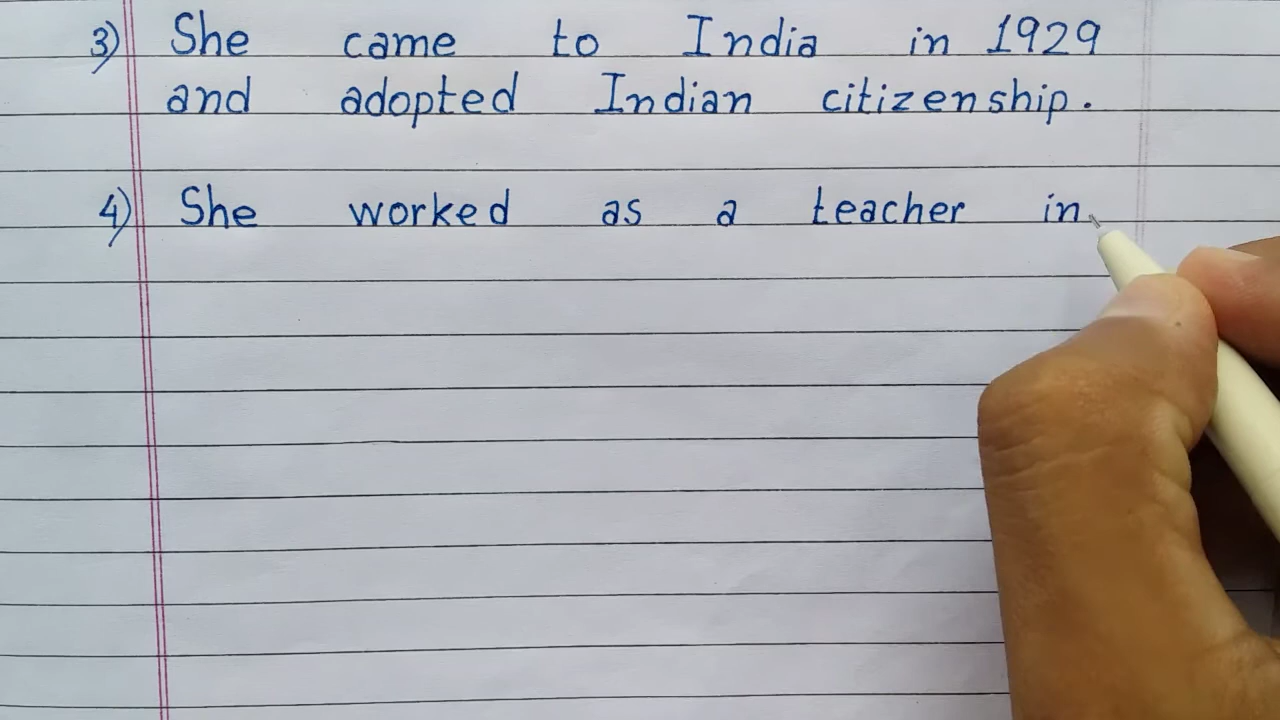 3) She came to India in 1929
and adopted Indian citizenship.
4) She worked as a teacher in